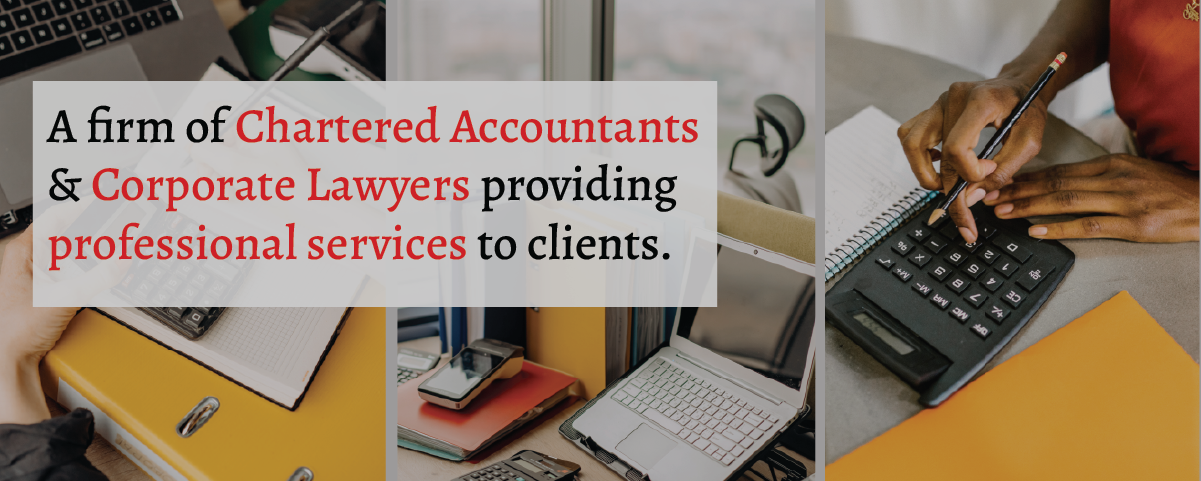 A firm of Chartered Accountants
& Corporate Lawyers providing
professional services to clients.